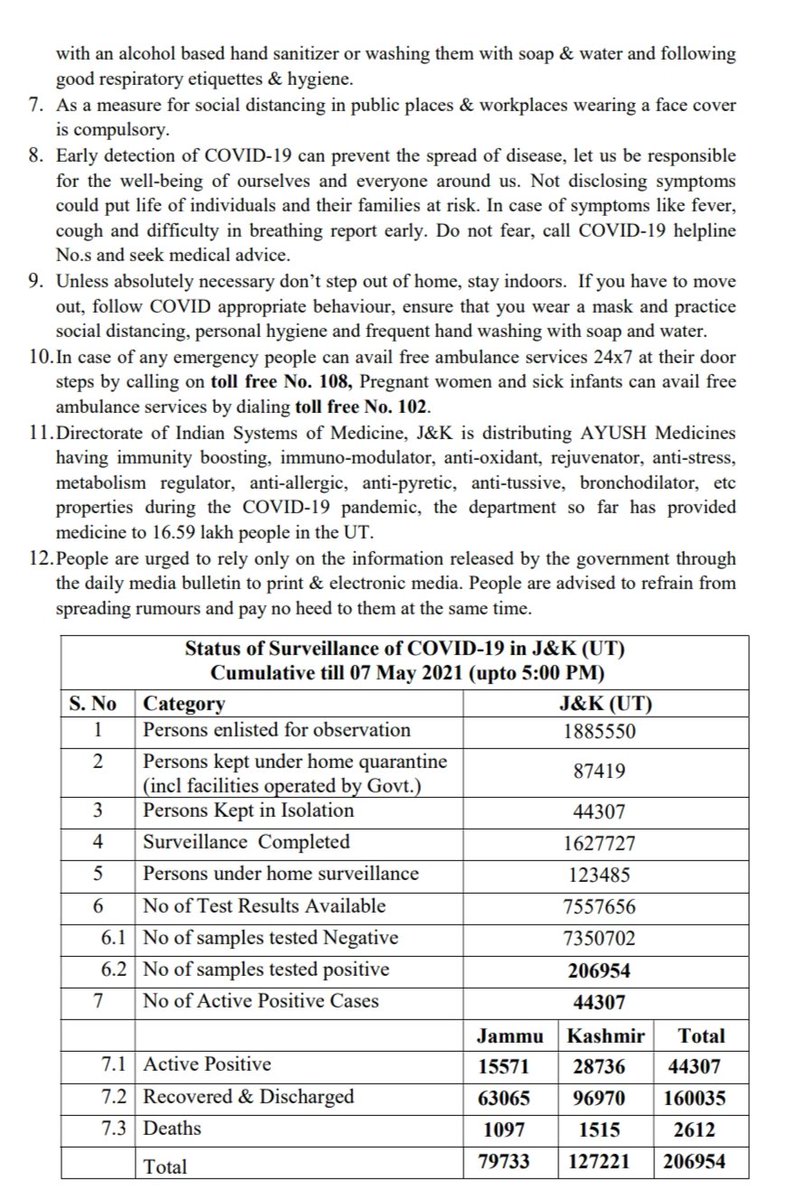 with an alcohol based hand sanitizer or washing them with soap & water and following
good respiratory etiquettes & hygiene.
7. As a measure for social distancing in public places & workplaces wearing a face cover
is compulsory.
8. Early detection of COVID-19 can prevent the spread of disease, let us be responsible
for the well-being of ourselves and everyone around us. Not disclosing symptoms
could put life of individuals and their families at risk. In case of symptoms like fever,
cough and difficulty in breathing report early. Do not fear, call COVID-19 helpline
No.s and seek medical advice.
9. Unless absolutely necessary don’t step out of home, stay indoors. If you have to move
out, follow COVID appropriate behaviour, ensure that you wear a mask and practice
social distancing, personal hygiene and frequent hand washing with soap and water.
10. In case of any emergency people can avail free ambulance services 24x7 at their door
steps by calling on toll free No. 108, Pregnant women and sick infants can avail free
ambulance services by dialing toll free No. 102.
11. Directorate of Indian Systems of Medicine, J&K is distributing AYUSH Medicines
having immunity boosting, immuno-modulator, anti-oxidant, rejuvenator, anti-stress,
metabolism regulator, anti-allergic, anti-pyretic, anti-tussive, bronchodilator, etc
properties during the COVID-19 pandemic, the department so far has provided
medicine to 16.59 lakh people in the UT.
12. People are urged to rely only on the information released by the government through
the daily media bulletin to print & electronic media. People are advised to refrain from
spreading rumours and pay no heed to them at the same time.
Status of Surveillance of COVID-19 in J&K (UT)
Cumulative till 07 May 2021 (upto 5:00 PM)
S. No Category J&K (UT)
1 Persons enlisted for observation 1885550
2 Persons kept under home quarantine
(incl facilities operated by Govt.) 87419
3 Persons Kept in Isolation 44307
4 Surveillance Completed 1627727
5 Persons under home surveillance 123485
6 No of Test Results Available 7557656
6.1 No of samples tested Negative 7350702
6.2 No of samples tested positive 206954
7 No of Active Positive Cases 44307
Jammu Kashmir Total
7.1 Active Positive 15571 28736 44307
7.2 Recovered & Discharged 63065 96970 160035
7.3 Deaths 1097 1515 2612
Total 79733 127221 206954